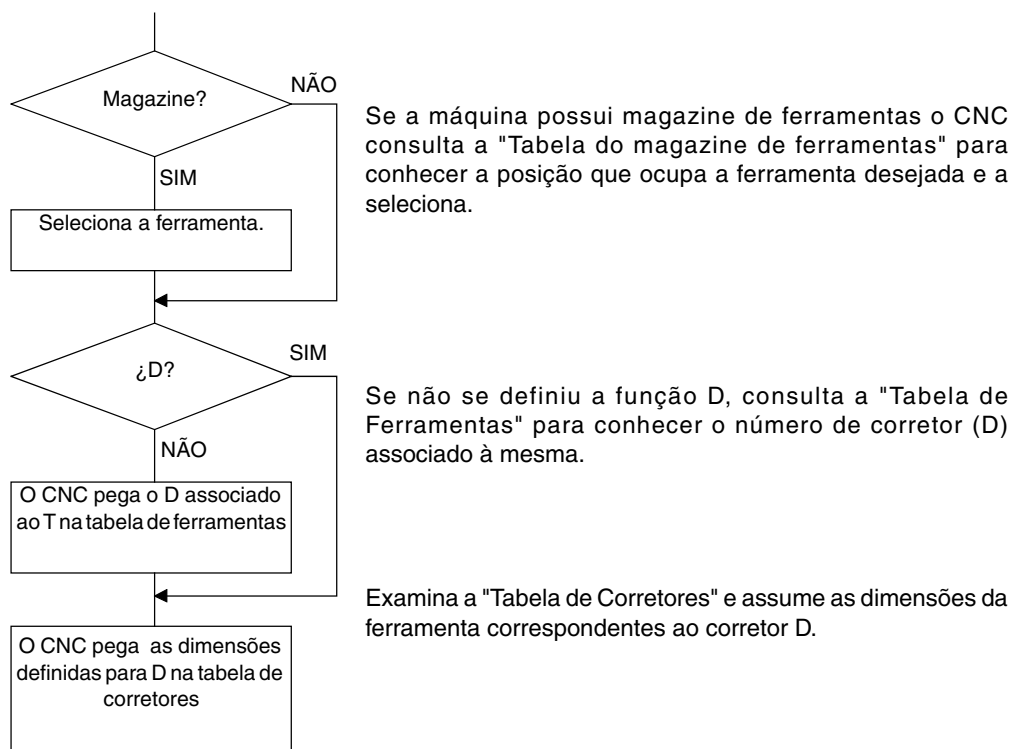 Magazine?
NÃO
SIM
Seleciona a ferramenta.
Se a máquina possui magazine de ferramentas o CNC
consulta a "Tabela do magazine de ferramentas" para
conhecer a posição que ocupa a ferramenta desejada e a
seleciona.
¿D?
SIM
NÃO
O CNC pega o D associado
ao T na tabela de ferramentas
Se não se definiu a função D, consulta a "Tabela de
Ferramentas" para conhecer o número de corretor (D)
associado à mesma.
O CNC pega as dimensões
definidas para D na tabela de
corretores
Examina a "Tabela de Corretores" e assume as dimensões da
ferramenta correspondentes ao corretor D.